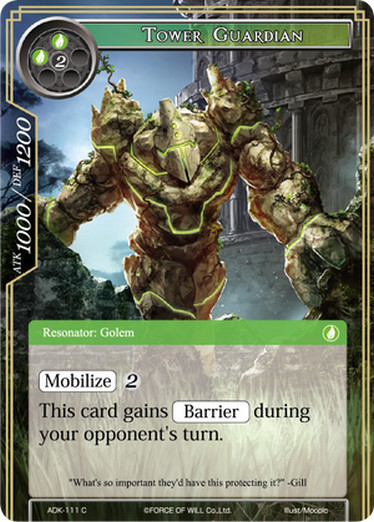 Tower Guardian
2
ATK 1000 / DEF 1200
Resonator: Golem
Mobilize 2
This card gains Barrier during
your opponent's turn.
"What's so important they'd have this protecting it?" -Gill
ADK-111 C ©FORCE OF WILL Co.,Ltd. Illust/Mooplo